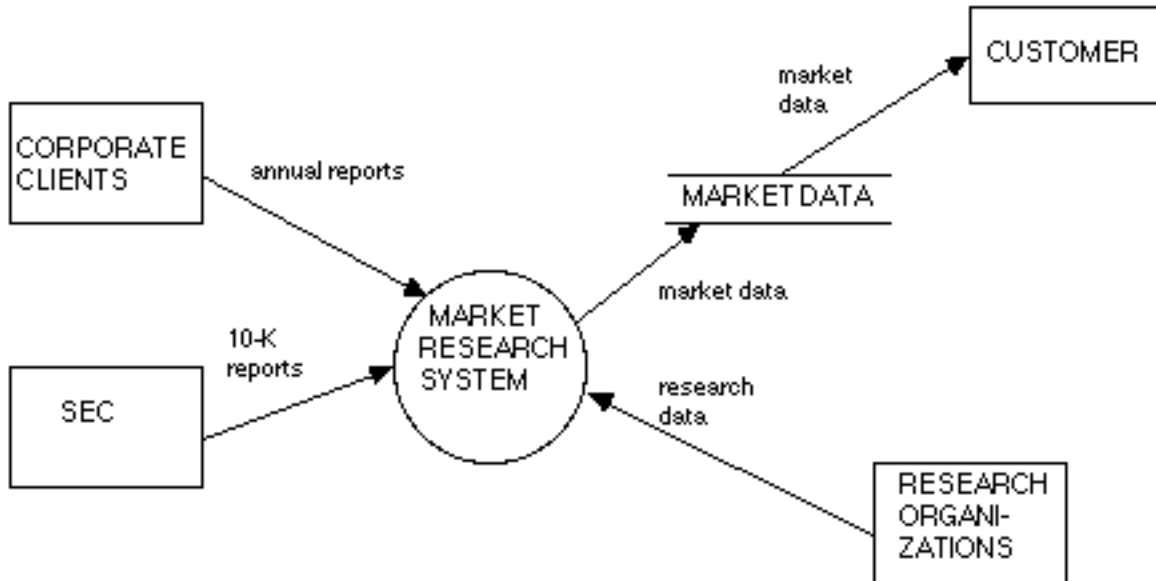 CUSTOMER
market
data
CORPORATE
CLIENTS
annual reports
MARKET DATA
market data
MARKET
RESEARCH
SYSTEM
10-K
reports
SEC
research
data
RESEARCH
ORGANI-
ZATIONS